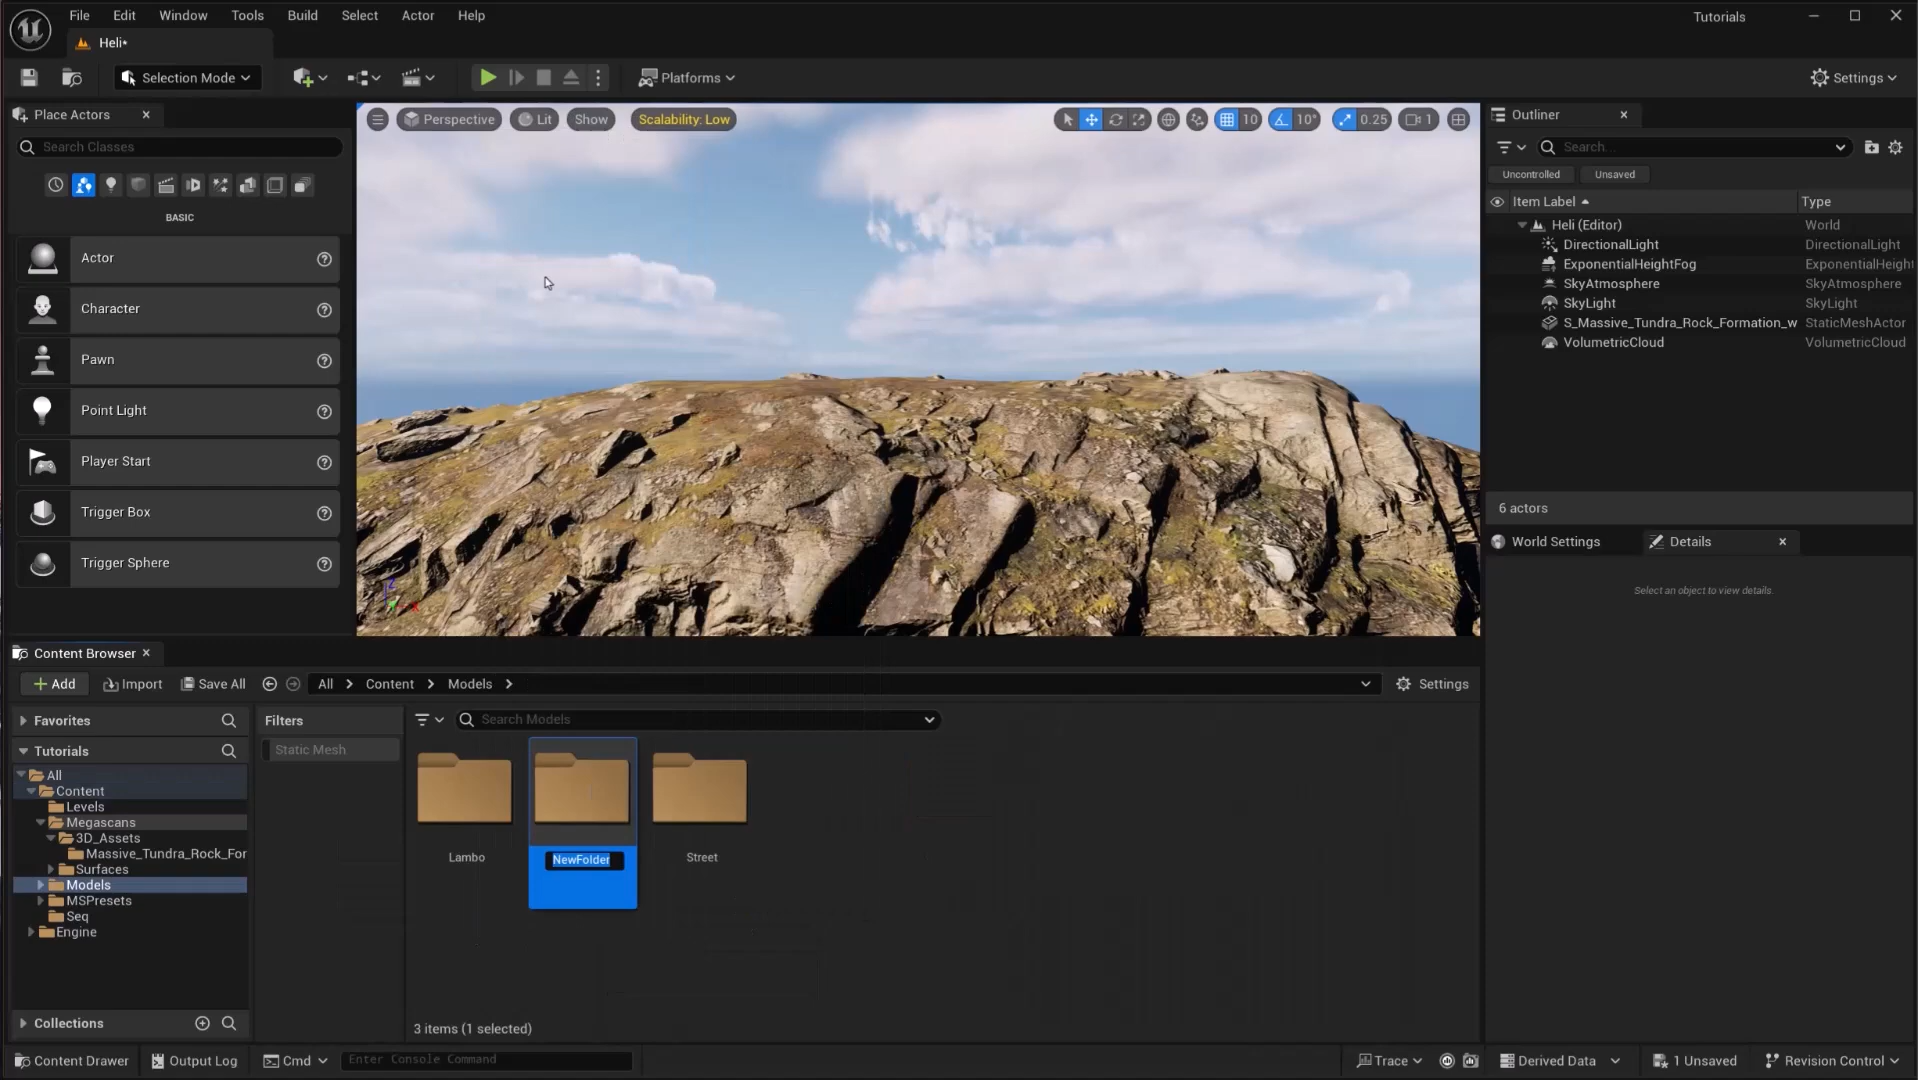 File Edit Window Tools Build Select Actor Help
Tutorials
Heli*
Selection Mode
Platforms
Settings
Place Actors
Search Classes
BASIC
Actor
Character
Pawn
Point Light
Player Start
Trigger Box
Trigger Sphere
Perspective Lit Show Scalability: Low
10 10° 0.25 1
Outliner
Search...
Uncontrolled Unsaved
Item Label Type
Heli (Editor) World
DirectionalLight DirectionalLight
ExponentialHeightFog ExponentialHeight
SkyAtmosphere SkyAtmosphere
SkyLight SkyLight
S_Massive_Tundra_Rock_Formation_w StaticMeshActor
VolumetricCloud VolumetricCloud
6 actors
World Settings Details
Select an object to view details.
Content Browser
Add Import Save All All > Content > Models >
Settings
Favorites
Tutorials
All
Content
Levels
Megascans
3D_Assets
Massive_Tundra_Rock_For
Surfaces
Models
MSPresets
Seq
Engine
Collections
Filters
Static Mesh
Search Models
Lambo
NewFolder
Street
3 items (1 selected)
Content Drawer Output Log Cmd Enter Console Command
Trace Derived Data 1 Unsaved Revision Control